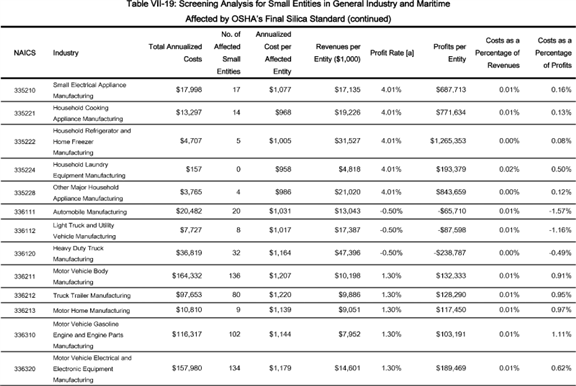 Table VII-19: Screening Analysis for Small Entities in General Industry and Maritime
Affected by OSHA's Final Silica Standard (continued)
NAICS Industry Total Annualized Costs No. of Affected Small Entities Annualized Cost per Affected Entity Revenues per Entity ($1,000) Profit Rate [a] Profits per Entity Costs as a Percentage of Revenues Costs as a Percentage of Profits
335210 Small Electrical Appliance Manufacturing $17,998 17 $1,077 $17,135 4.01% $687,713 0.01% 0.16%
335221 Household Cooking Appliance Manufacturing $13,297 14 $968 $19,226 4.01% $771,634 0.01% 0.13%
335222 Household Refrigerator and Home Freezer Manufacturing $4,707 5 $1,005 $31,527 4.01% $1,265,353 0.00% 0.08%
335224 Household Laundry Equipment Manufacturing $157 0 $958 $4,818 4.01% $193,379 0.02% 0.50%
335228 Other Major Household Appliance Manufacturing $3,765 4 $986 $21,020 4.01% $843,659 0.00% 0.12%
336111 Automobile Manufacturing $20,482 20 $1,031 $13,043 -0.50% -$65,710 0.01% -1.57%
336112 Light Truck and Utility Vehicle Manufacturing $7,727 8 $1,017 $17,387 -0.50% -$87,598 0.01% -1.16%
336120 Heavy Duty Truck Manufacturing $36,819 32 $1,164 $47,396 -0.50% -$238,787 0.00% -0.49%
336211 Motor Vehicle Body Manufacturing $164,332 136 $1,207 $10,198 1.30% $132,333 0.01% 0.91%
336212 Truck Trailer Manufacturing $97,653 80 $1,220 $9,886 1.30% $128,290 0.01% 0.95%
336213 Motor Home Manufacturing $10,810 9 $1,139 $9,051 1.30% $117,450 0.01% 0.97%
336310 Motor Vehicle Gasoline Engine and Engine Parts Manufacturing $116,317 102 $1,144 $7,952 1.30% $103,191 0.01% 1.11%
336320 Motor Vehicle Electrical and Electronic Equipment Manufacturing $157,980 134 $1,179 $14,601 1.30% $189,469 0.01% 0.62%